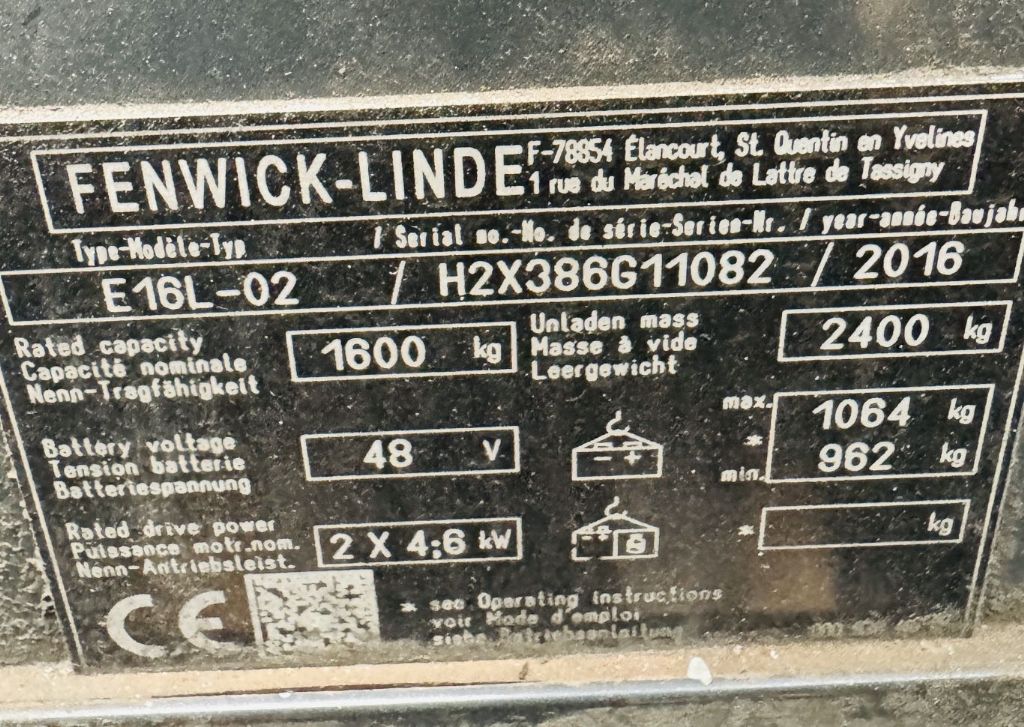 FENWICK-LINDE F-78854 Élancourt, St. Quentin en Yvelines
1 rue du Maréchal de Lattre de Tassigny
Type-Modèle-Typ / Serial no.-No. de série-Serien-Nr. / year-année-Baujahr
E16L-02 / H2X386G11082 / 2016
Rated capacity
Capacité nominale
Nenn-Tragfähigkeit
1600 kg
Unladen mass
Masse à vide
Leergewicht
2400 kg
Battery voltage
Tension batterie
Batteriespannung
48 V
- +
max. 1064 kg
*
min. 962 kg
Rated drive power
Puissance motr.nom.
Nenn-Antriebsleist.
2 X 4,6 kW
- +
* kg
CE
* see Operating instructions
voir Mode d'emploi
siehe Betriebsanleitung